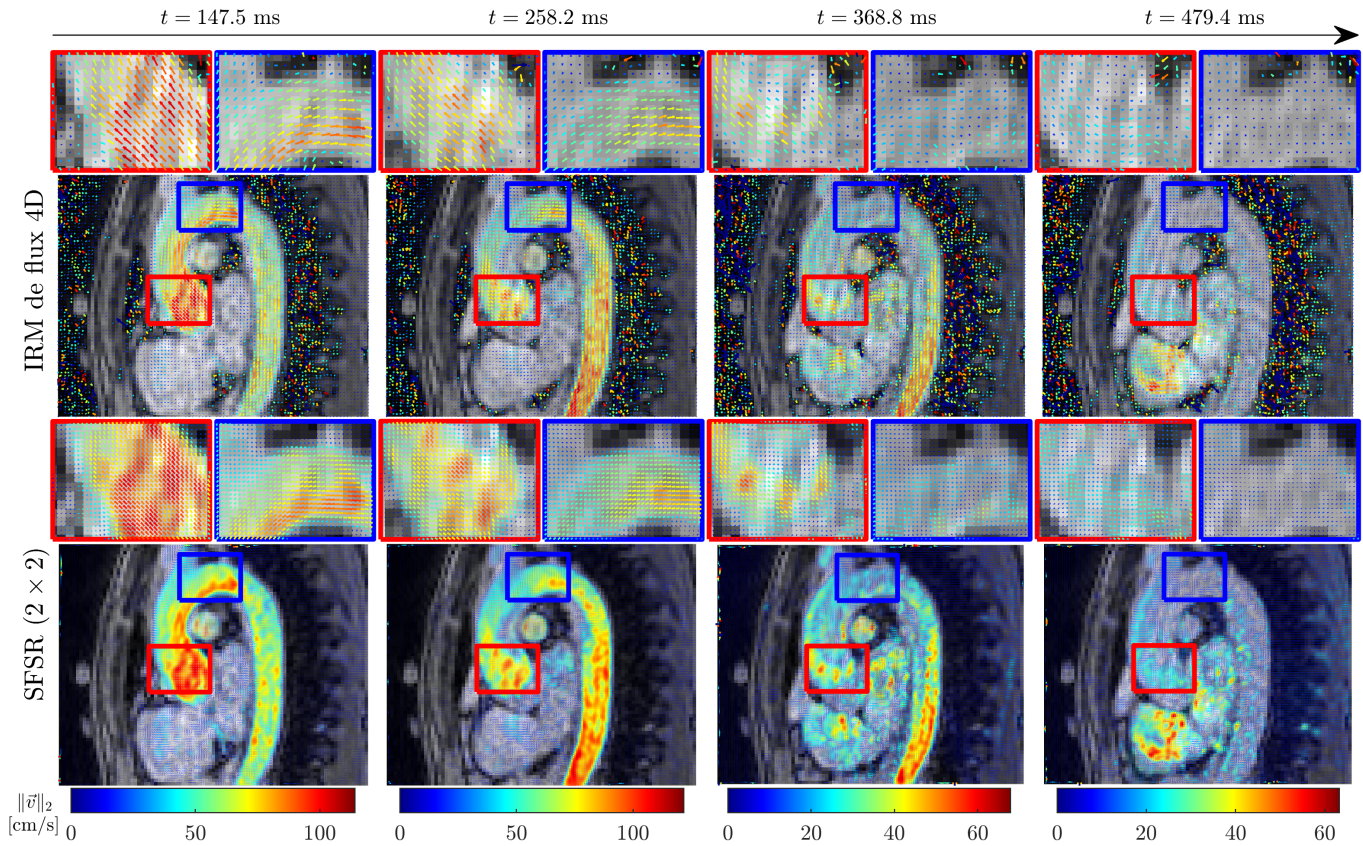 t = 147.5 ms
t = 258.2 ms
t = 368.8 ms
t = 479.4 ms
IRM de flux 4D
SFSR (2 × 2)
‖v⃗‖₂
[cm/s]
0 50 100
0 50 100
0 20 40 60
0 20 40 60